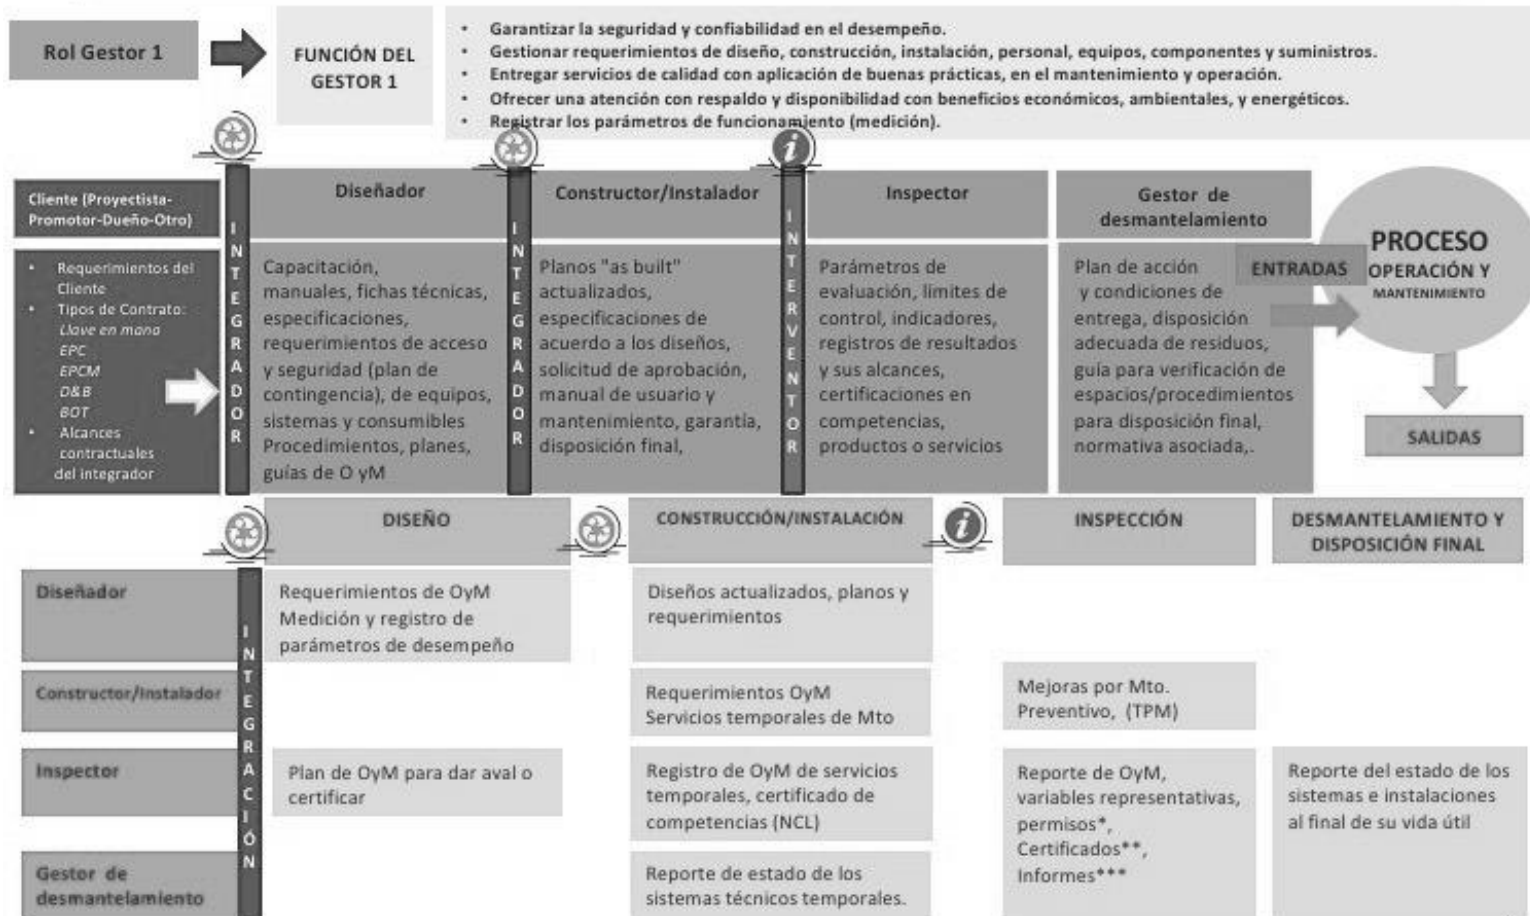 Rol Gestor 1
FUNCIÓN DEL
GESTOR 1
• Garantizar la seguridad y confiabilidad en el desempeño.
• Gestionar requerimientos de diseño, construcción, instalación, personal, equipos, componentes y suministros.
• Entregar servicios de calidad con aplicación de buenas prácticas, en el mantenimiento y operación.
• Ofrecer una atención con respaldo y disponibilidad con beneficios económicos, ambientales, y energéticos.
• Registrar los parámetros de funcionamiento (medición).
Cliente (Proyectista-
Promotor-Dueño-Otro)
• Requerimientos del
Cliente
• Tipos de Contrato:
Llave en mano
EPC
EPCM
D&B
BOT
• Alcances
contractuales
del integrador
INTEGRADOR
Diseñador
Capacitación,
manuales, fichas técnicas,
especificaciones,
requerimientos de acceso
y seguridad (plan de
contingencia), de equipos,
sistemas y consumibles
Procedimientos, planes,
guías de O yM
INTEGRADOR
Constructor/Instalador
Planos "as built"
actualizados,
especificaciones de
acuerdo a los diseños,
solicitud de aprobación,
manual de usuario y
mantenimiento, garantía,
disposición final,
i
INTERVENTOR
Inspector
Parámetros de
evaluación, límites de
control, indicadores,
registros de resultados
y sus alcances,
certificaciones en
competencias,
productos o servicios
Gestor de
desmantelamiento
Plan de acción
y condiciones de
entrega, disposición
adecuada de residuos,
guía para verificación de
espacios/procedimientos
para disposición final,
normativa asociada,.
ENTRADAS
PROCESO
OPERACIÓN Y
MANTENIMIENTO
SALIDAS
DISEÑO
CONSTRUCCIÓN/INSTALACIÓN
i
INSPECCIÓN
DESMANTELAMIENTO Y
DISPOSICIÓN FINAL
INTEGRACIÓN
Diseñador
Requerimientos de OyM
Medición y registro de
parámetros de desempeño
Diseños actualizados, planos y
requerimientos
Constructor/Instalador
Requerimientos OyM
Servicios temporales de Mto
Mejoras por Mto.
Preventivo, (TPM)
Inspector
Plan de OyM para dar aval o
certificar
Registro de OyM de servicios
temporales, certificado de
competencias (NCL)
Reporte de OyM,
variables representativas,
permisos*,
Certificados**,
Informes***
Reporte del estado de los
sistemas e instalaciones
al final de su vida útil
Gestor de
desmantelamiento
Reporte de estado de los
sistemas técnicos temporales.